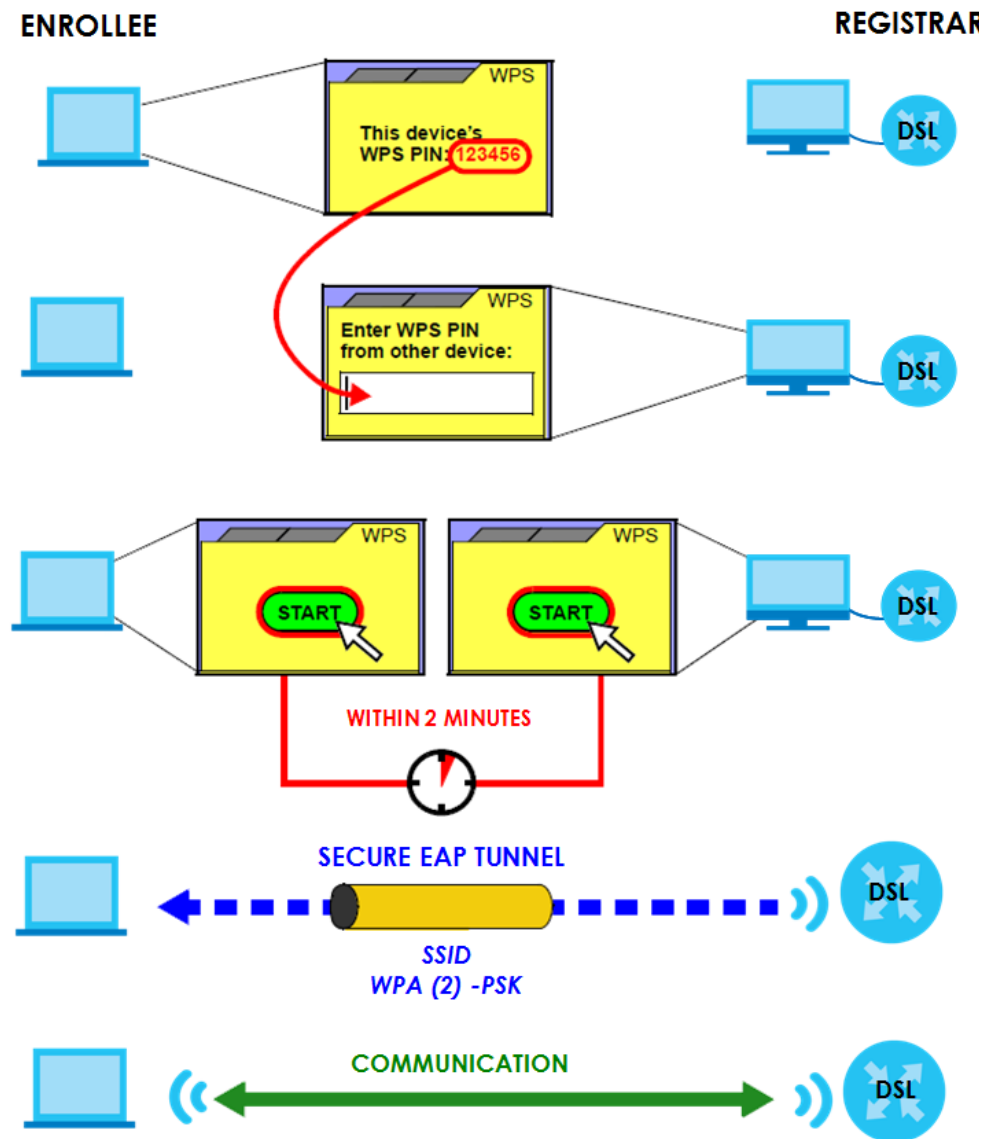 ENROLLEE
REGISTRAR
WPS
This device's
WPS PIN: 123456
DSL
WPS
Enter WPS PIN
from other device:
DSL
WPS
START
WPS
START
DSL
WITHIN 2 MINUTES
SECURE EAP TUNNEL
DSL
SSID
WPA (2) -PSK
COMMUNICATION
DSL